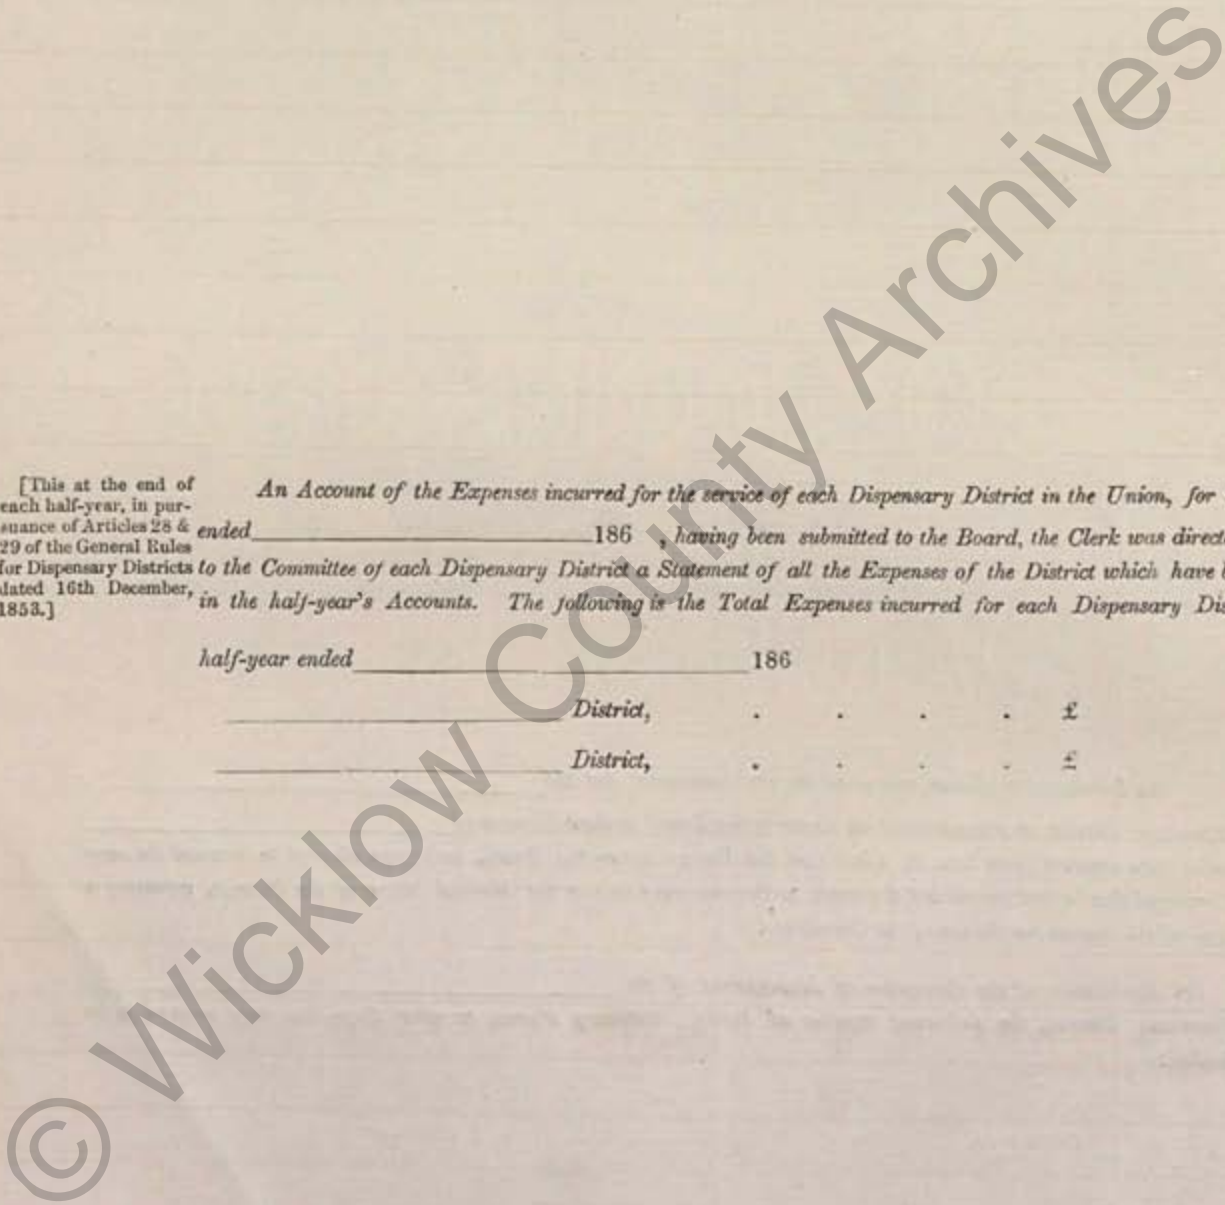 [This at the end of
each half-year, in pur-
suance of Articles 28 &
29 of the General Rules
for Dispensary Districts
dated 16th December,
1853.]
An Account of the Expenses incurred for the service of each Dispensary District in the Union, for
ended 186 , having been submitted to the Board, the Clerk was direct
to the Committee of each Dispensary District a Statement of all the Expenses of the District which have
in the half-year's Accounts. The following is the Total Expenses incurred for each Dispensary Dis
half-year ended 186
District, . . . . £
District, . . . . £
© Wicklow County Archives